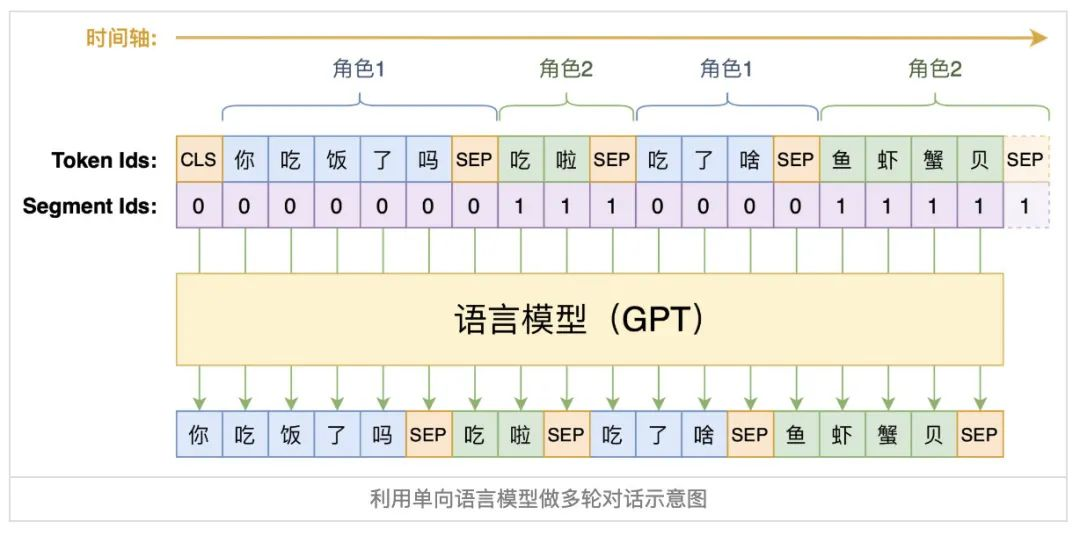 时间轴:
角色1 角色2 角色1 角色2
Token Ids: CLS 你 吃 饭 了 吗 SEP 吃 啦 SEP 吃 了 啥 SEP 鱼 虾 蟹 贝 SEP
Segment Ids: 0 0 0 0 0 0 0 1 1 1 0 0 0 0 1 1 1 1 1
语言模型（GPT）
你 吃 饭 了 吗 SEP 吃 啦 SEP 吃 了 啥 SEP 鱼 虾 蟹 贝 SEP
利用单向语言模型做多轮对话示意图